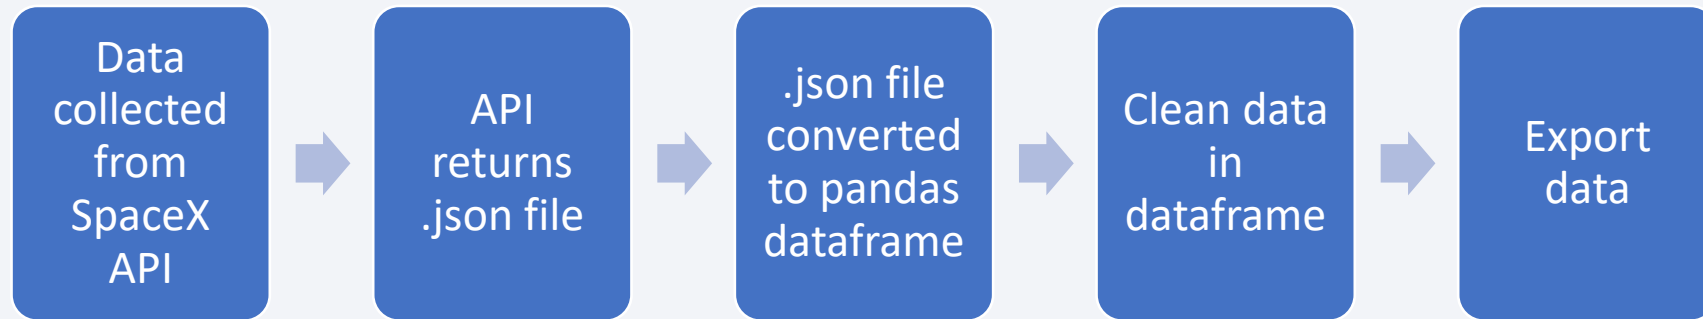 Data
collected
from
SpaceX
API
API
returns
.json file
.json file
converted
to pandas
dataframe
Clean data
in
dataframe
Export
data